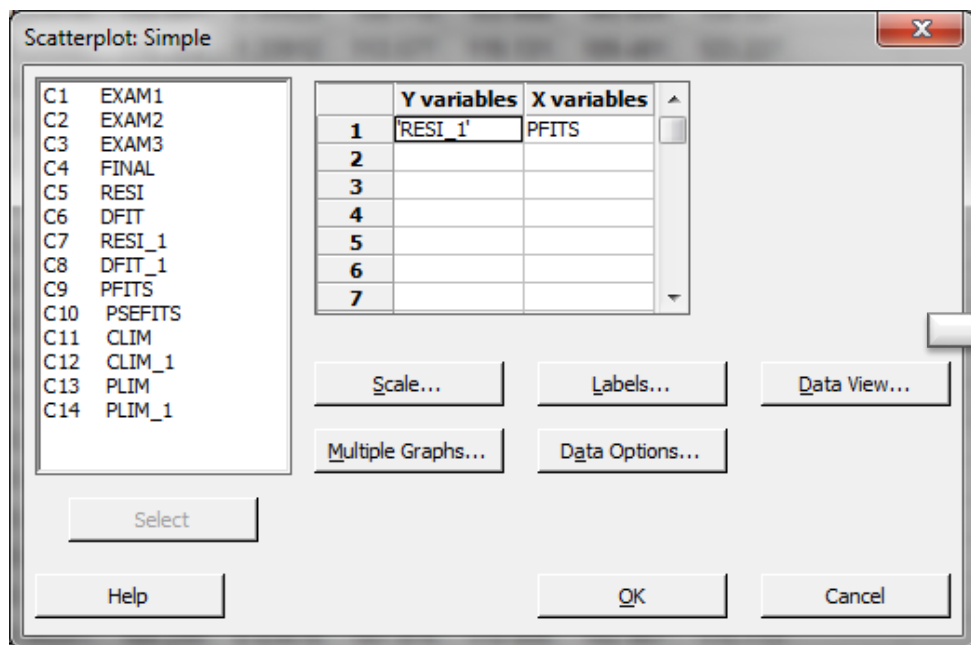 Scatterplot: Simple
C1 EXAM1
C2 EXAM2
C3 EXAM3
C4 FINAL
C5 RESI
C6 DFIT
C7 RESI_1
C8 DFIT_1
C9 PFITS
C10 PSEFITS
C11 CLIM
C12 CLIM_1
C13 PLIM
C14 PLIM_1
Y variables X variables
1 'RESI_1' PFITS
2
3
4
5
6
7
Scale... Labels... Data View...
Multiple Graphs... Data Options...
Select
Help OK Cancel